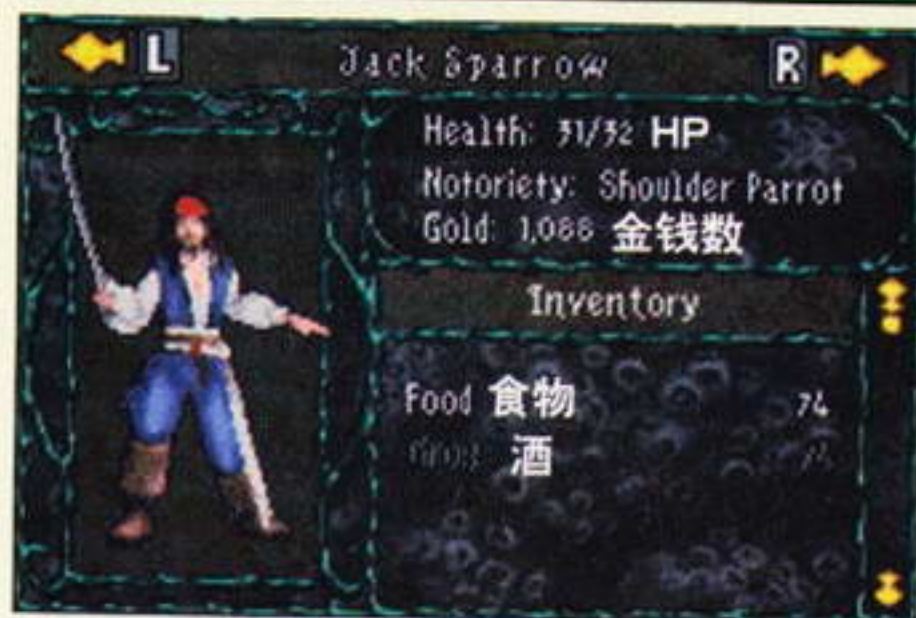 L Jack Sparrow R
Health: 31/32 HP
Notoriety: Shoulder Parrot
Gold: 1,088 金钱数
Inventory
Food 食物 74
酒